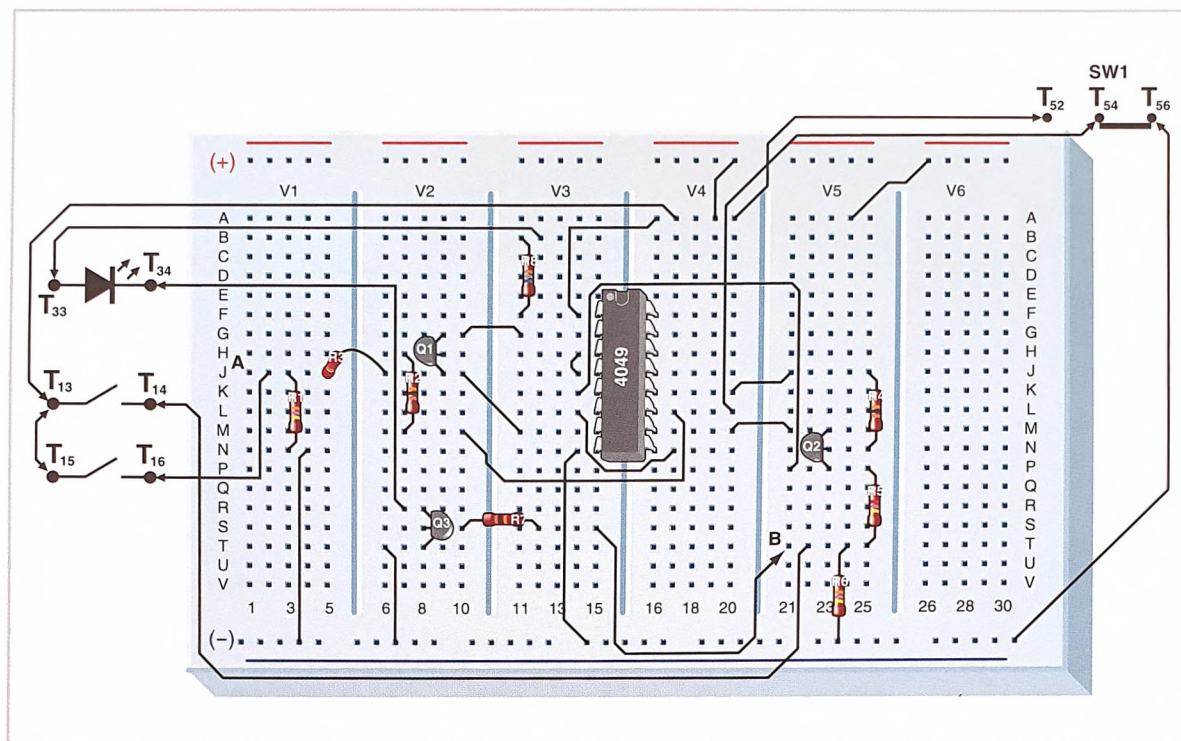 SW1
T52 T54 T56
(+)
V1 V2 V3 V4 V5 V6
A A
B B
C C
T34 D D
T33 E E
F F
G G
Q1
A H R3 4049 H
J R2 J
T13 T14 K K
R1 L R4 L
M M
N Q2 N
T15 T16 P P
Q R5 Q
R R
Q3 R7
S S
T B T
U U
V V
1 3 5 6 8 10 11 13 15 16 18 20 21 23 25 26 28 30
(-)